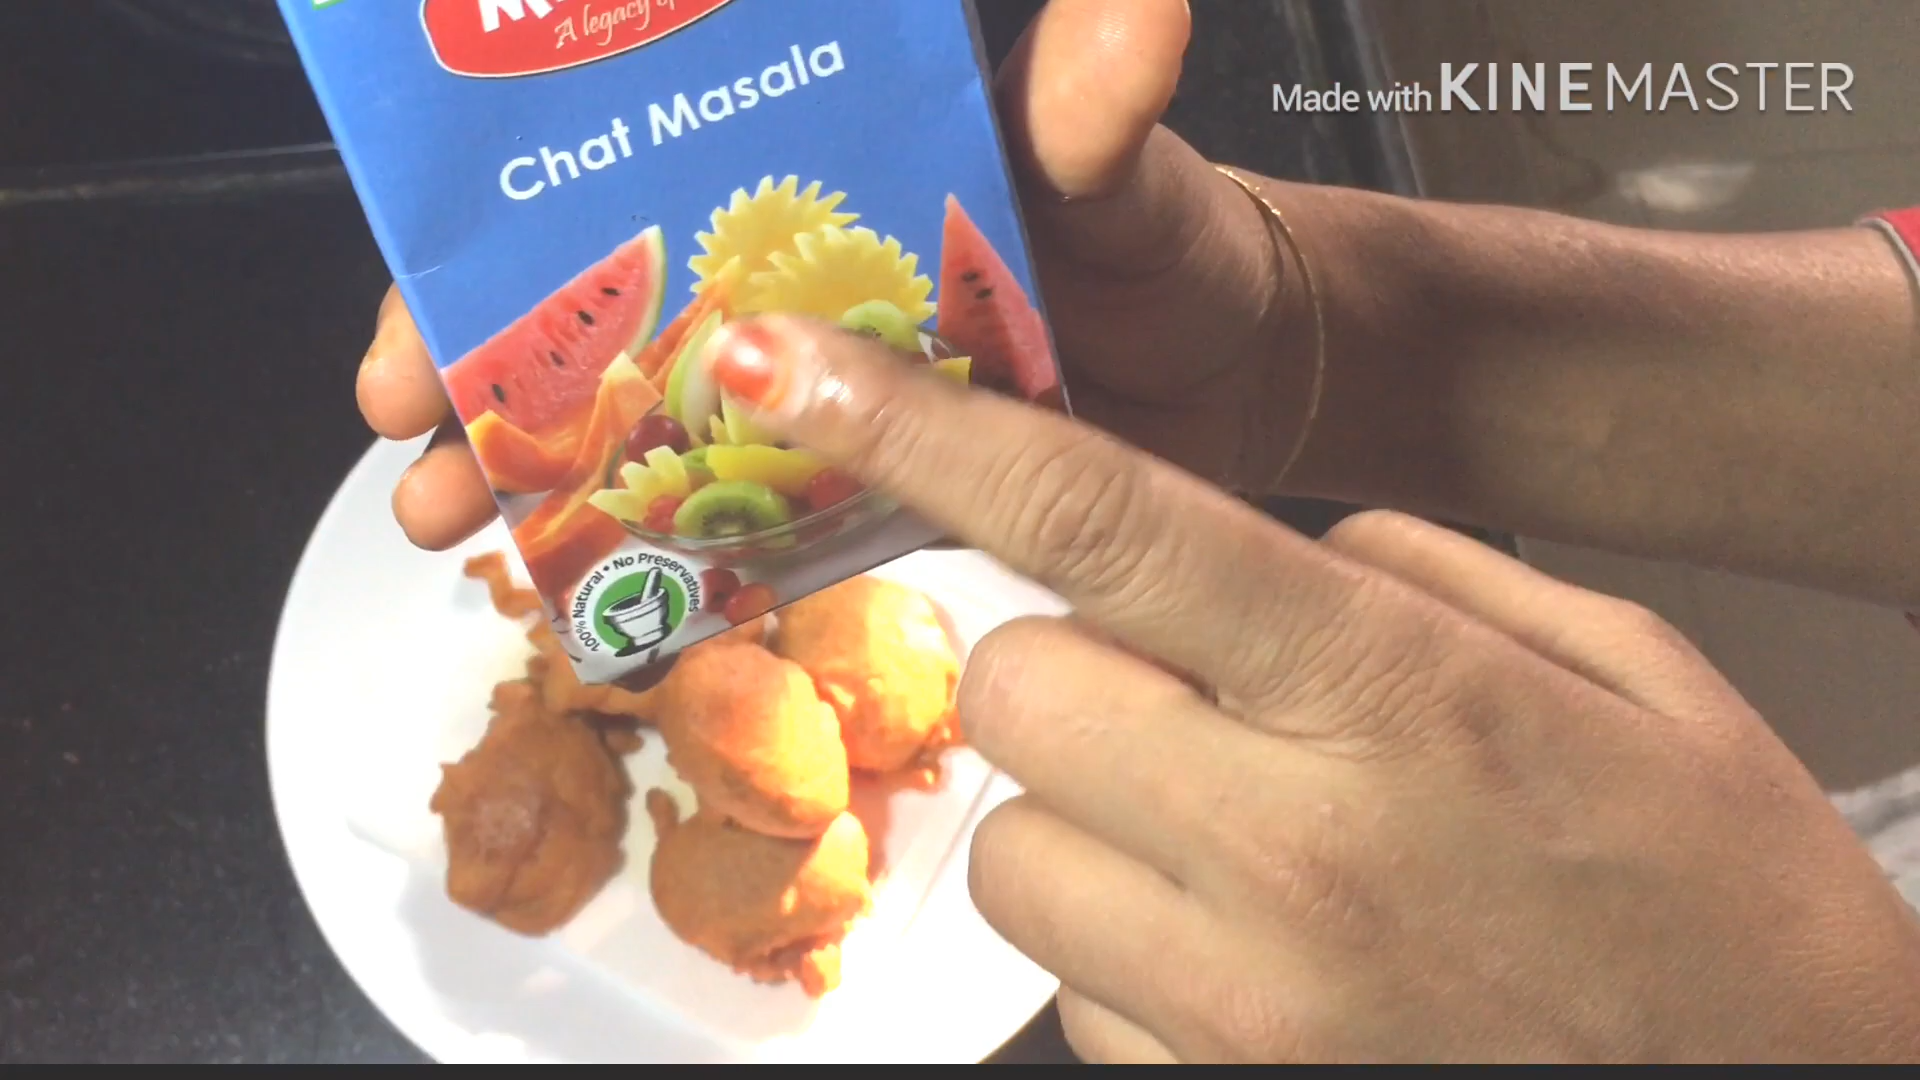 A legacy
Chat Masala
Made with KINEMASTER
100% Natural • No Preservatives